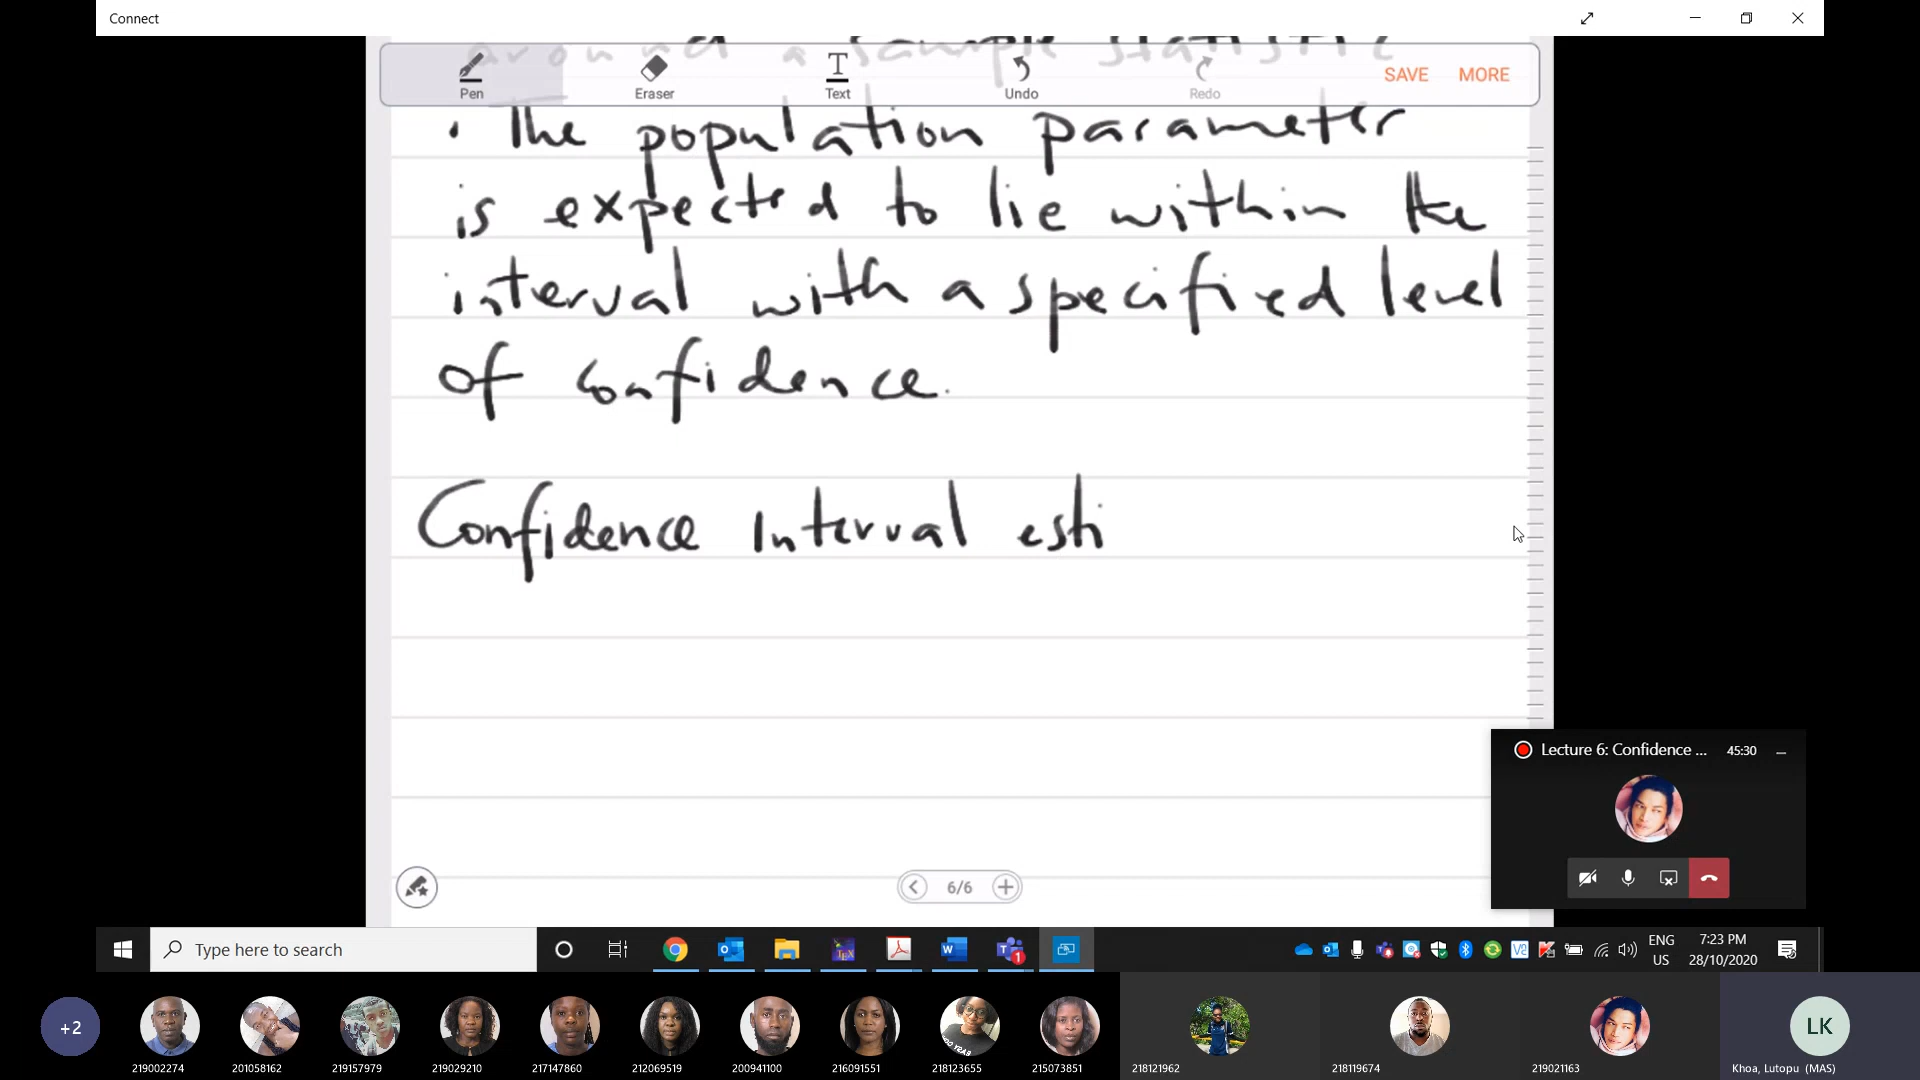 Connect
around a sample statistic
Pen
Eraser
Text
Undo
Redo
SAVE
MORE
• The population parameter
is expected to lie within the
interval with a specified level
of confidence.
Confidence Interval esti
6/6
Lecture 6: Confidence ...
45:30
Type here to search
ENG
US
7:23 PM
28/10/2020
+2
219002274
201058162
219157979
219029210
217147860
212069519
200941100
216091551
218123655
215073851
218121962
218119674
219021163
LK
Khoa, Lutopu (MAS)